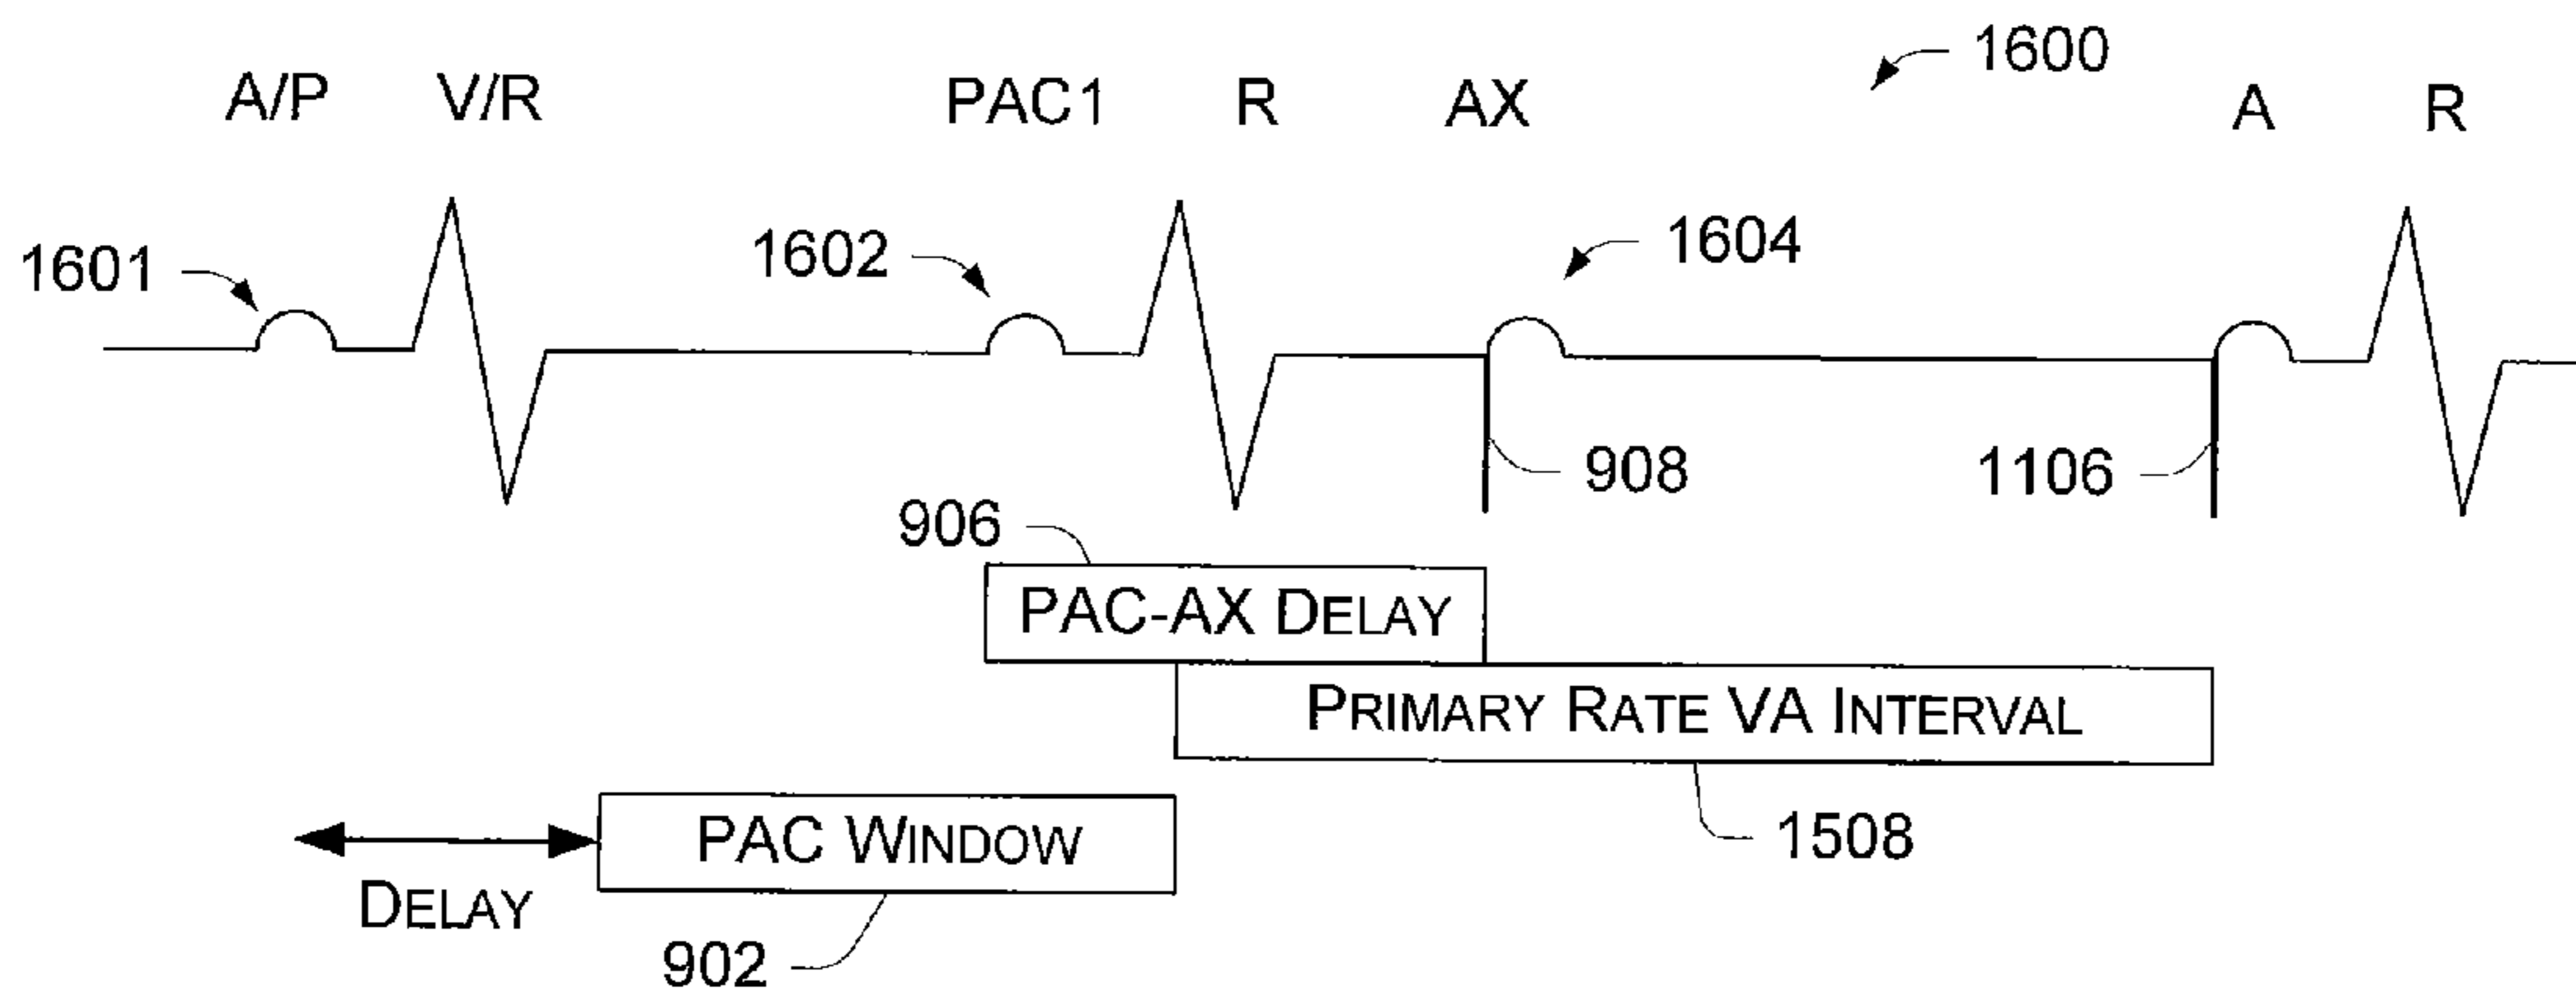 1600
A/P V/R PAC1 R AX A R
1601 1602 1604
908 1106
906
PAC-AX DELAY
PRIMARY RATE VA INTERVAL
PAC WINDOW 1508
DELAY
902